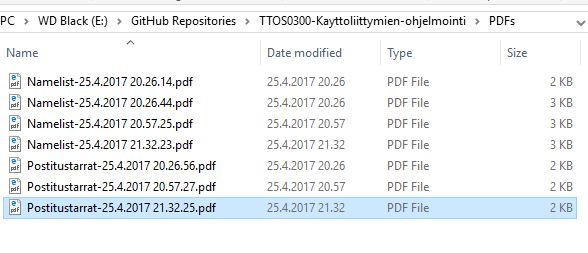 PC > WD Black (E:) > GitHub Repositories > TTOS0300-Kayttoliittymien-ohjelmointi > PDFs
Name Date modified Type Size
Namelist-25.4.2017 20.26.14.pdf 25.4.2017 20.26 PDF File 2 KB
Namelist-25.4.2017 20.26.44.pdf 25.4.2017 20.26 PDF File 3 KB
Namelist-25.4.2017 20.57.25.pdf 25.4.2017 20.57 PDF File 3 KB
Namelist-25.4.2017 21.32.23.pdf 25.4.2017 21.32 PDF File 3 KB
Postitustarrat-25.4.2017 20.26.56.pdf 25.4.2017 20.26 PDF File 2 KB
Postitustarrat-25.4.2017 20.57.27.pdf 25.4.2017 20.57 PDF File 2 KB
Postitustarrat-25.4.2017 21.32.25.pdf 25.4.2017 21.32 PDF File 2 KB